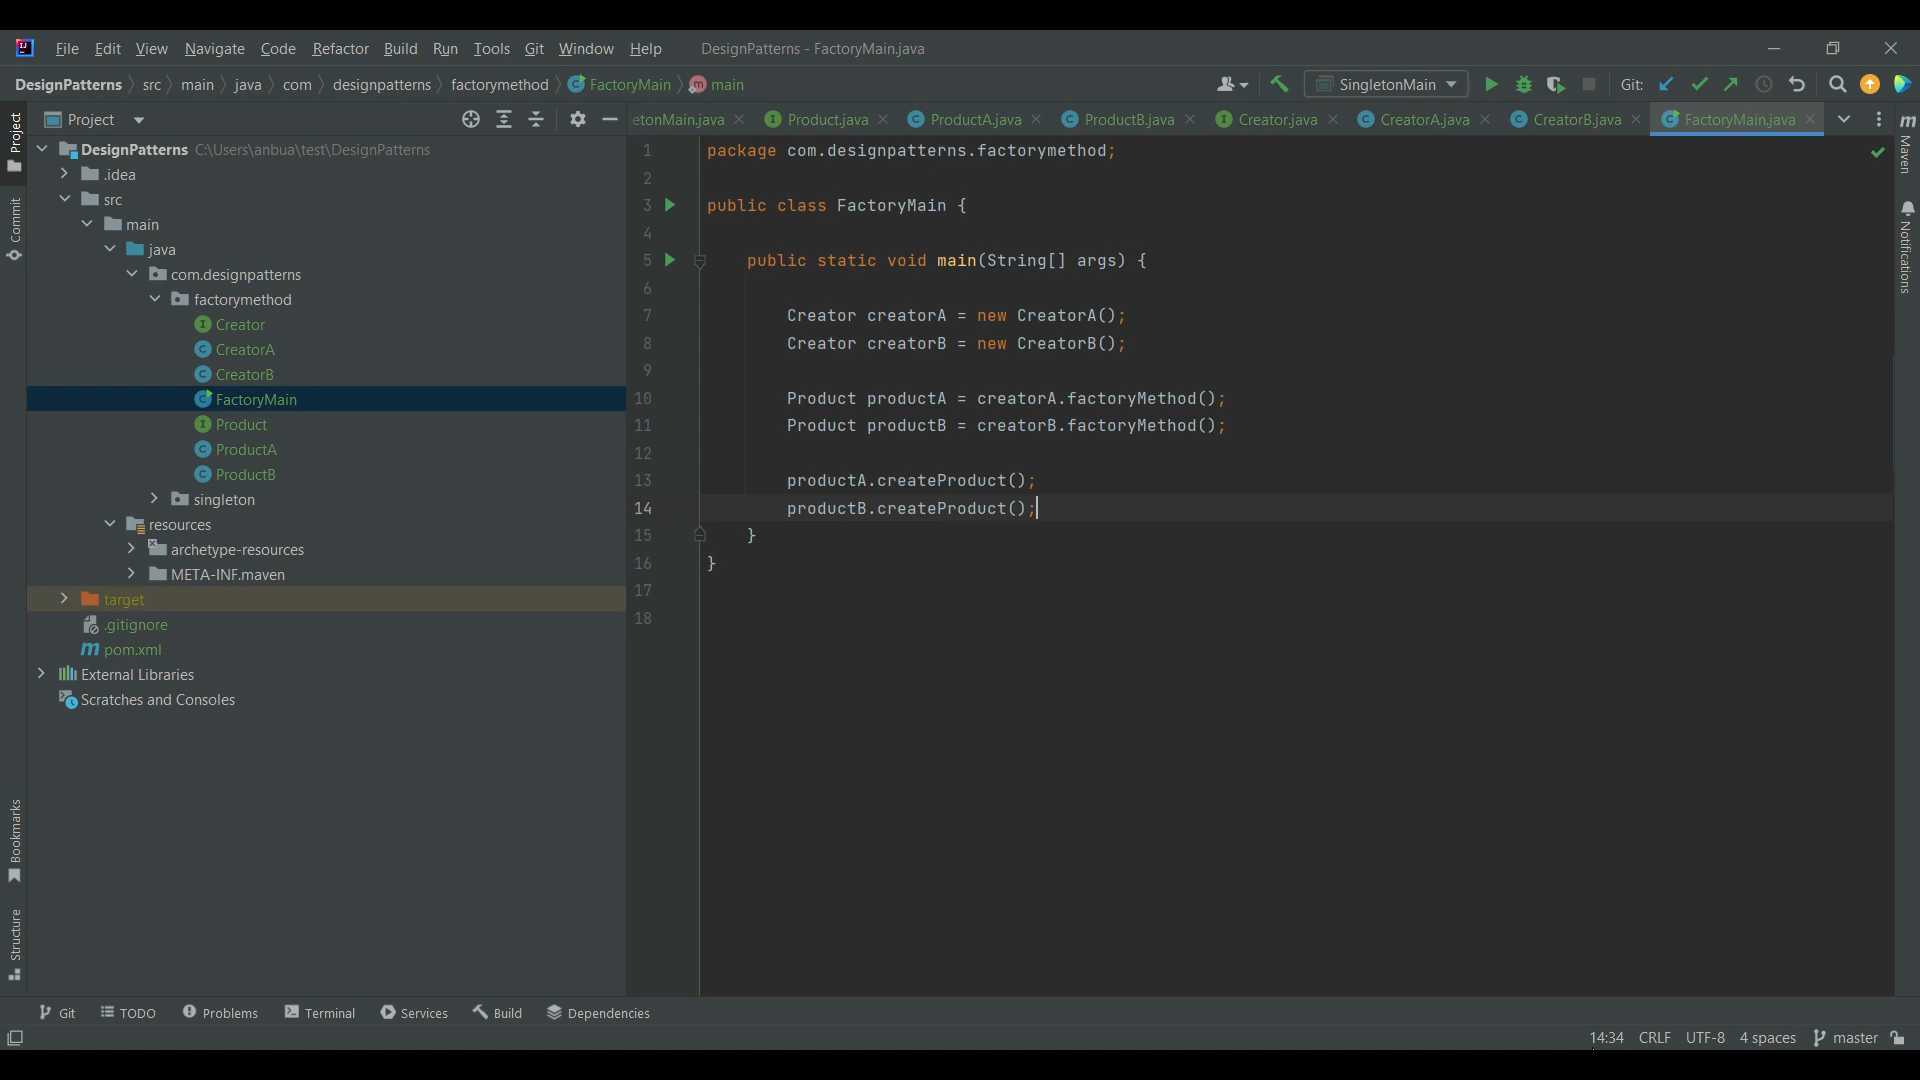 File Edit View Navigate Code Refactor Build Run Tools Git Window Help DesignPatterns - FactoryMain.java
DesignPatterns src main java com designpatterns factorymethod FactoryMain main SingletonMain Git:
Project
etonMain.java Product.java ProductA.java ProductB.java Creator.java CreatorA.java CreatorB.java FactoryMain.java
Project
Commit
Bookmarks
Structure
DesignPatterns C:\Users\anbua\test\DesignPatterns
.idea
src
main
java
com.designpatterns
factorymethod
Creator
CreatorA
CreatorB
FactoryMain
Product
ProductA
ProductB
singleton
resources
archetype-resources
META-INF.maven
target
.gitignore
pom.xml
External Libraries
Scratches and Consoles
1 package com.designpatterns.factorymethod;
2
3 public class FactoryMain {
4
5 public static void main(String[] args) {
6
7 Creator creatorA = new CreatorA();
8 Creator creatorB = new CreatorB();
9
10 Product productA = creatorA.factoryMethod();
11 Product productB = creatorB.factoryMethod();
12
13 productA.createProduct();
14 productB.createProduct();
15 }
16 }
17
18
Maven
Notifications
Git TODO Problems Terminal Services Build Dependencies
14:34 CRLF UTF-8 4 spaces master